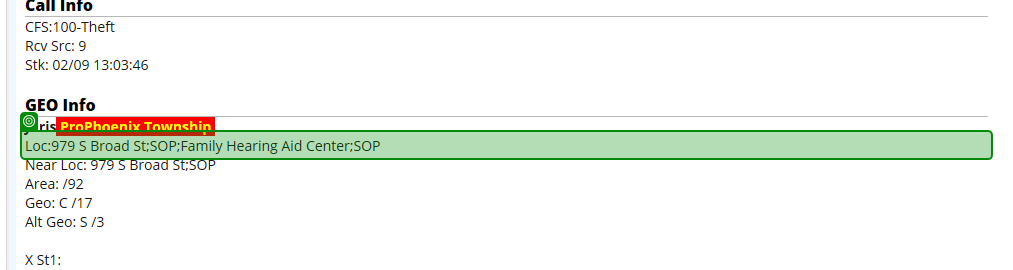 Call Info
CFS:100-Theft
Rcv Src: 9
Stk: 02/09 13:03:46
GEO Info
ProPhoenix Township
Loc:979 S Broad St;SOP;Family Hearing Aid Center;SOP
Near Loc: 979 S Broad St;SOP
Area: /92
Geo: C /17
Alt Geo: S /3
X St1: